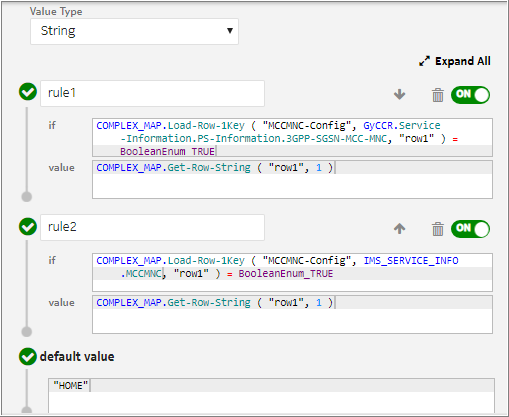 Value Type
String
Expand All
rule1
ON
if
COMPLEX_MAP.Load-Row-1Key ( "MCCMNC-Config", GyCCR.Service
-Information.PS-Information.3GPP-SGSN-MCC-MNC, "row1" ) =
BooleanEnum_TRUE
value
COMPLEX_MAP.Get-Row-String ( "row1", 1 )
rule2
ON
if
COMPLEX_MAP.Load-Row-1Key ( "MCCMNC-Config", IMS_SERVICE_INFO
.MCCMNC, "row1" ) = BooleanEnum_TRUE
value
COMPLEX_MAP.Get-Row-String ( "row1", 1 )
default value
"HOME"